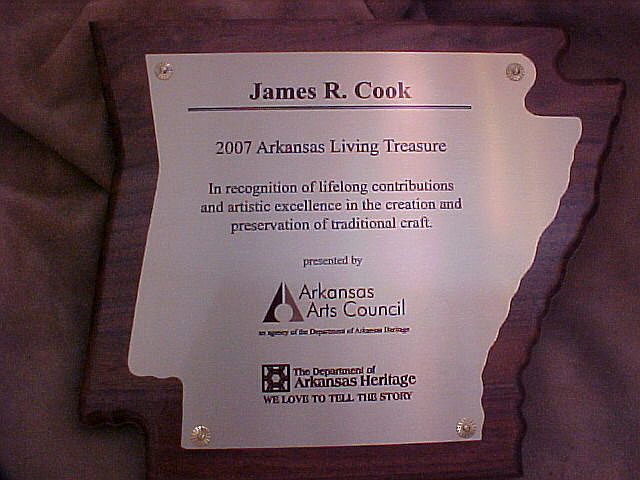 James R. Cook
2007 Arkansas Living Treasure
In recognition of lifelong contributions
and artistic excellence in the creation and
preservation of traditional craft.
presented by
Arkansas
Arts Council
an agency of the Department of Arkansas Heritage
The Department of
Arkansas Heritage
WE LOVE TO TELL THE STORY